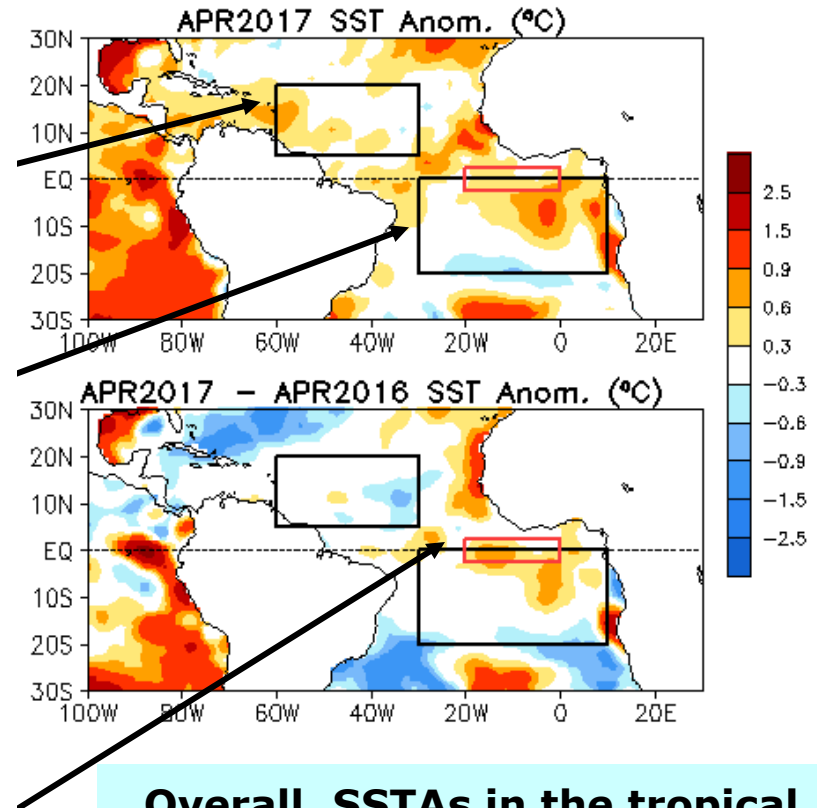 APR2017 SST Anom. (°C)
30N
20N
10N
EQ
10S
20S
30S
100W 80W 60W 40W 20W 0 20E
APR2017 – APR2016 SST Anom. (°C)
30N
20N
10N
EQ
10S
20S
30S
100W 80W 60W 40W 20W 0 20E
2.5
1.5
0.9
0.6
0.3
-0.3
-0.6
-0.9
-1.5
-2.5
Overall, SSTAs in the tropical